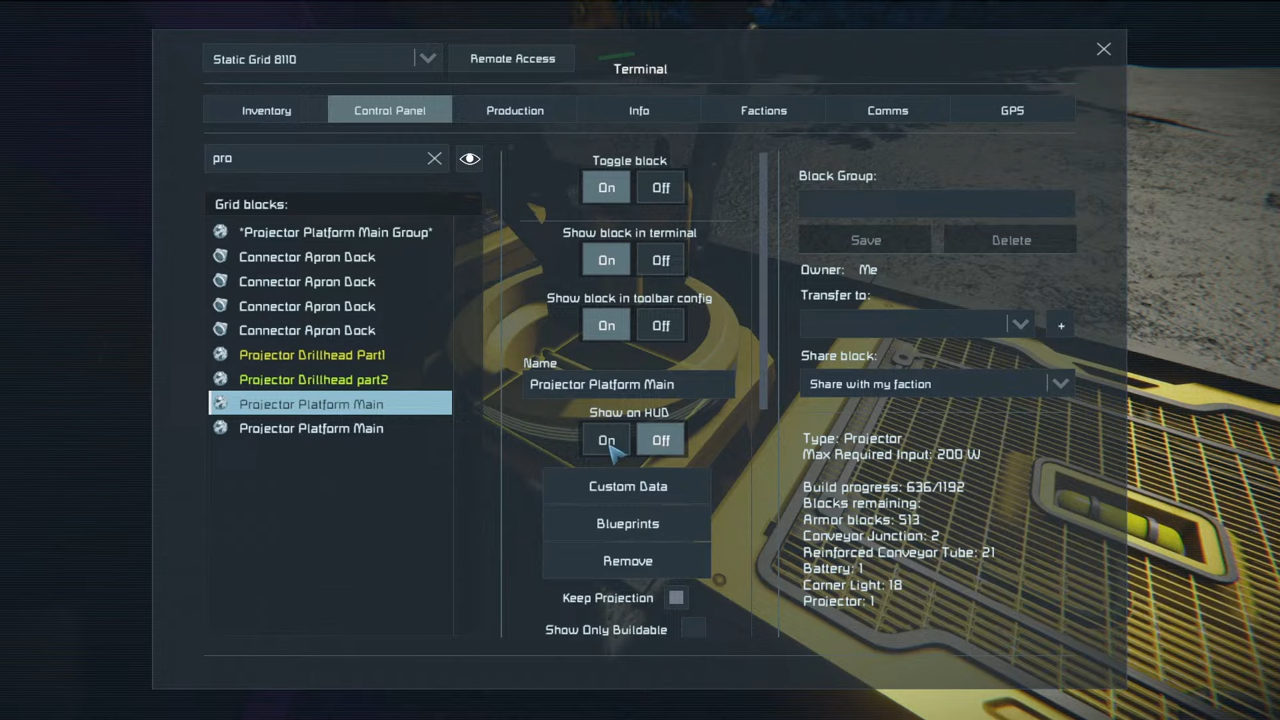 Static Grid 8110
Remote Access
Terminal
Inventory
Control Panel
Production
Info
Factions
Comms
GPS
pro
Grid blocks:
*Projector Platform Main Group*
Connector Apron Dock
Connector Apron Dock
Connector Apron Dock
Connector Apron Dock
Projector Drillhead Part1
Projector Drillhead part2
Projector Platform Main
Projector Platform Main
Toggle block
On Off
Show block in terminal
On Off
Show block in toolbar config
On Off
Name
Projector Platform Main
Show on HUD
On Off
Custom Data
Blueprints
Remove
Keep Projection
Show Only Buildable
Block Group:
Save Delete
Owner: Me
Transfer to:
+
Share block:
Share with my faction
Type: Projector
Max Required Input: 200 W
Build progress: 636/1192
Blocks remaining:
Armor blocks: 513
Conveyor Junction: 2
Reinforced Conveyor Tube: 21
Battery: 1
Corner Light: 18
Projector: 1